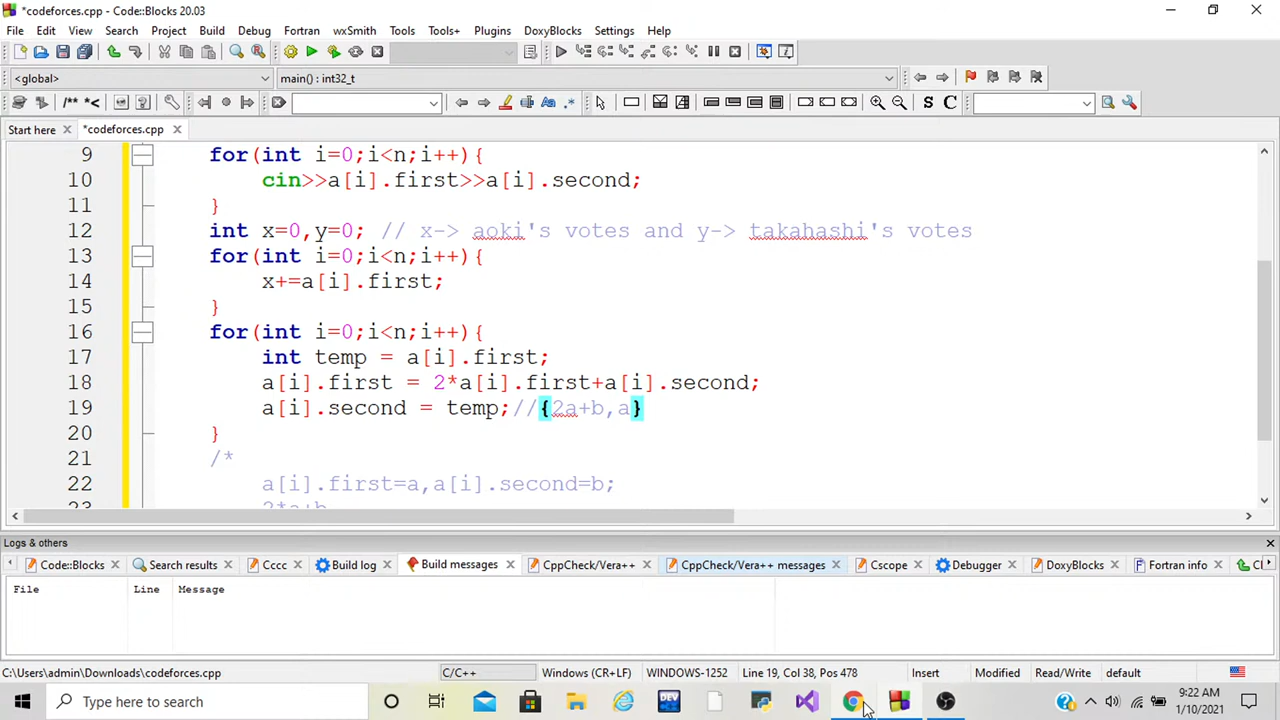 *codeforces.cpp - Code::Blocks 20.03
File Edit View Search Project Build Debug Fortran wxSmith Tools Tools+ Plugins DoxyBlocks Settings Help
<global> main() : int32_t
/** *< S C
Start here *codeforces.cpp
9 for(int i=0;i<n;i++){
10 cin>>a[i].first>>a[i].second;
11 }
12 int x=0,y=0; // x-> aoki's votes and y-> takahashi's votes
13 for(int i=0;i<n;i++){
14 x+=a[i].first;
15 }
16 for(int i=0;i<n;i++){
17 int temp = a[i].first;
18 a[i].first = 2*a[i].first+a[i].second;
19 a[i].second = temp;//{2a+b,a}
20 }
21 /*
22 a[i].first=a,a[i].second=b;
23 2*a+b
Logs & others
Code::Blocks Search results Cccc Build log Build messages CppCheck/Vera++ CppCheck/Vera++ messages Cscope Debugger DoxyBlocks Fortran info Cl
File Line Message
C:\Users\admin\Downloads\codeforces.cpp C/C++ Windows (CR+LF) WINDOWS-1252 Line 19, Col 38, Pos 478 Insert Modified Read/Write default
Type here to search DEV 9:22 AM
1/10/2021